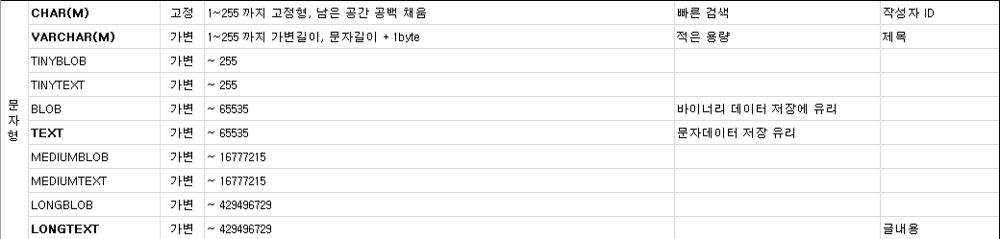 문자형
CHAR(M) 고정 1~255 까지 고정형, 남은 공간 공백 채움 빠른 검색 작성자 ID
VARCHAR(M) 가변 1~255 까지 가변길이, 문자길이 + 1byte 적은 용량 제목
TINYBLOB 가변 ~ 255
TINYTEXT 가변 ~ 255
BLOB 가변 ~ 65535 바이너리 데이터 저장에 유리
TEXT 가변 ~ 65535 문자데이터 저장 유리
MEDIUMBLOB 가변 ~ 16777215
MEDIUMTEXT 가변 ~ 16777215
LONGBLOB 가변 ~ 429496729
LONGTEXT 가변 ~ 429496729 글내용